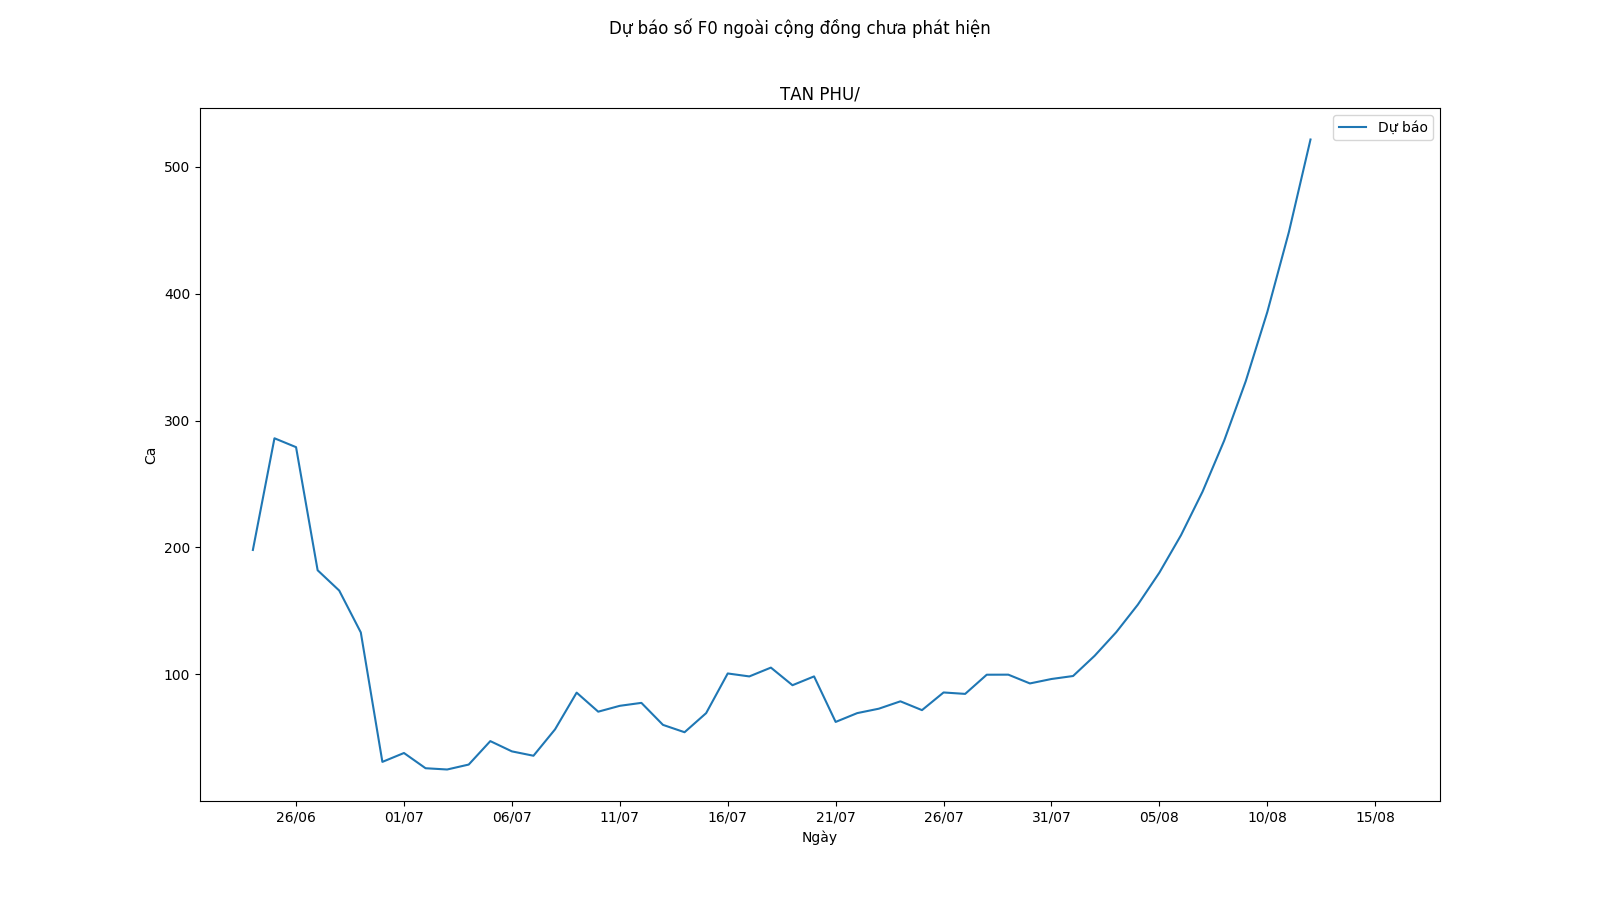 Dự báo số F0 ngoài cộng đồng chưa phát hiện
TAN PHU/
Dự báo
500
400
300
200
100
Ca
26/06 01/07 06/07 11/07 16/07 21/07 26/07 31/07 05/08 10/08 15/08
Ngày